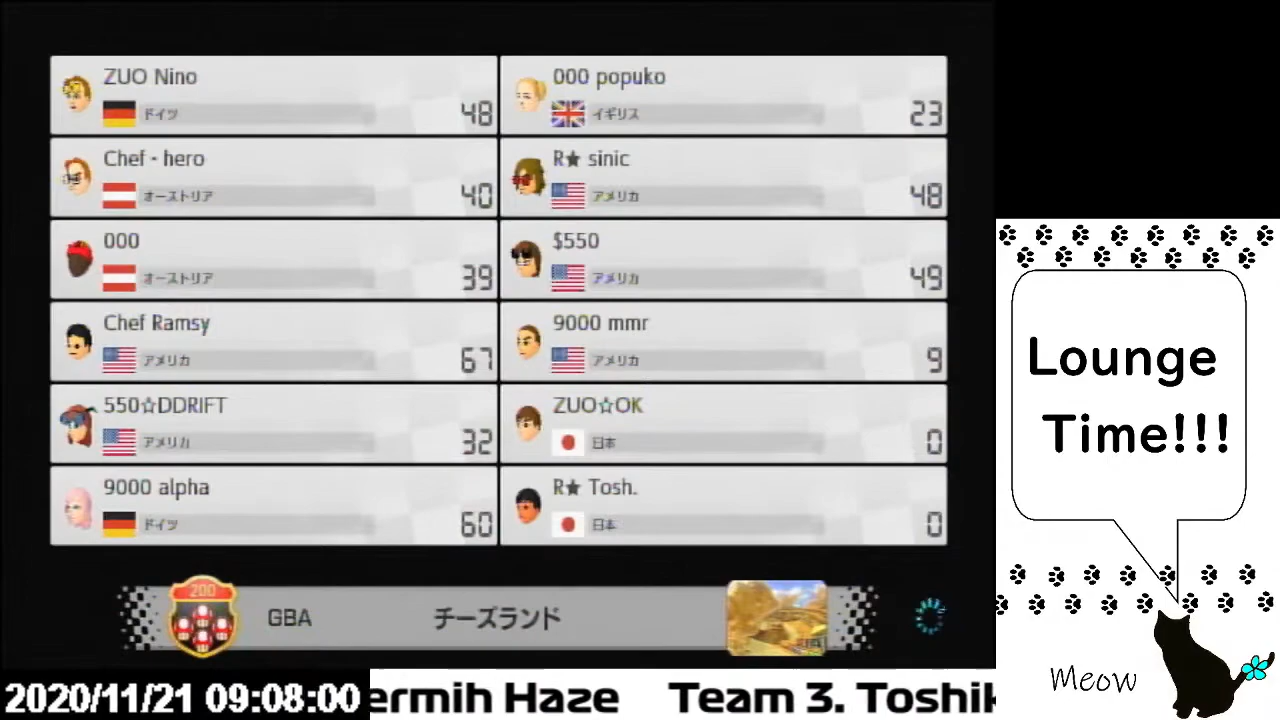 ZUO Nino
ドイツ
48
Chef - hero
オーストリア
40
000
オーストリア
39
Chef Ramsy
アメリカ
67
550☆DDRIFT
アメリカ
32
9000 alpha
ドイツ
60
000 popuko
イギリス
23
R★ sinic
アメリカ
48
$550
アメリカ
49
9000 mmr
アメリカ
9
ZUO☆OK
日本
0
R★ Tosh.
日本
0
200
GBA チーズランド
Lounge
Time!!!
Meow
2020/11/21 09:08:00
ermih Haze Team 3. Toshik